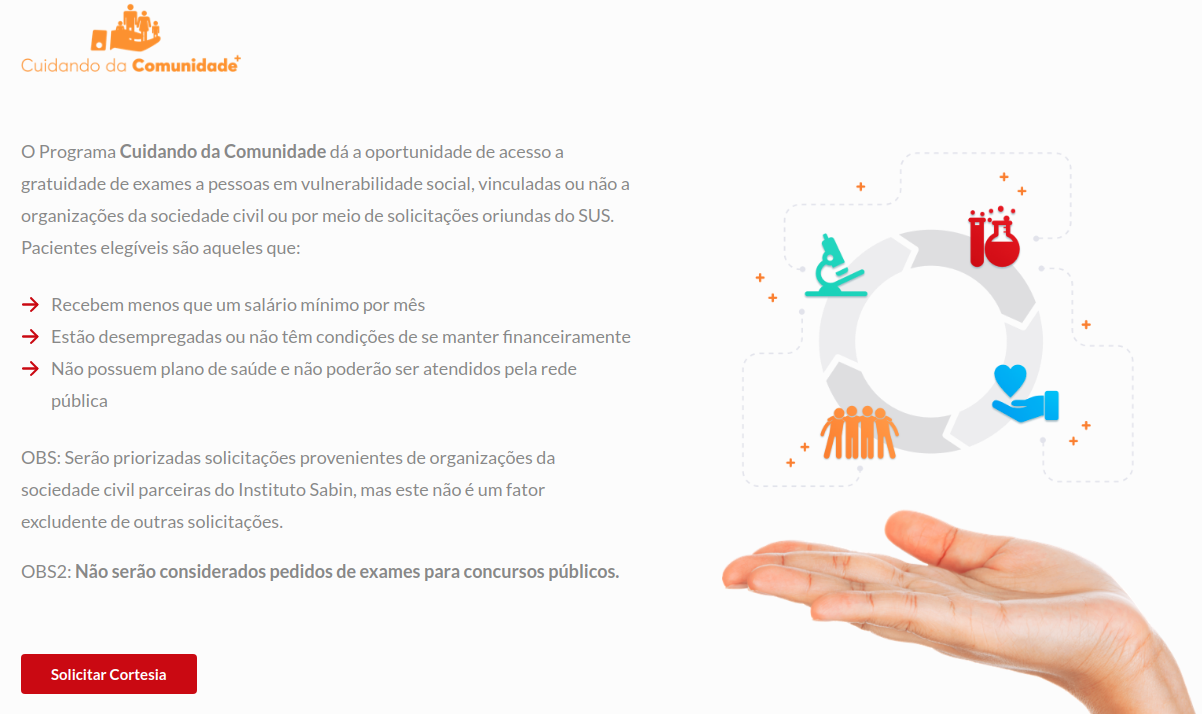 Cuidando da Comunidade+
O Programa Cuidando da Comunidade dá a oportunidade de acesso a
gratuidade de exames a pessoas em vulnerabilidade social, vinculadas ou não a
organizações da sociedade civil ou por meio de solicitações oriundas do SUS.
Pacientes elegíveis são aqueles que:
Recebem menos que um salário mínimo por mês
Estão desempregadas ou não têm condições de se manter financeiramente
Não possuem plano de saúde e não poderão ser atendidos pela rede
pública
OBS: Serão priorizadas solicitações provenientes de organizações da
sociedade civil parceiras do Instituto Sabin, mas este não é um fator
excludente de outras solicitações.
OBS2: Não serão considerados pedidos de exames para concursos públicos.
Solicitar Cortesia